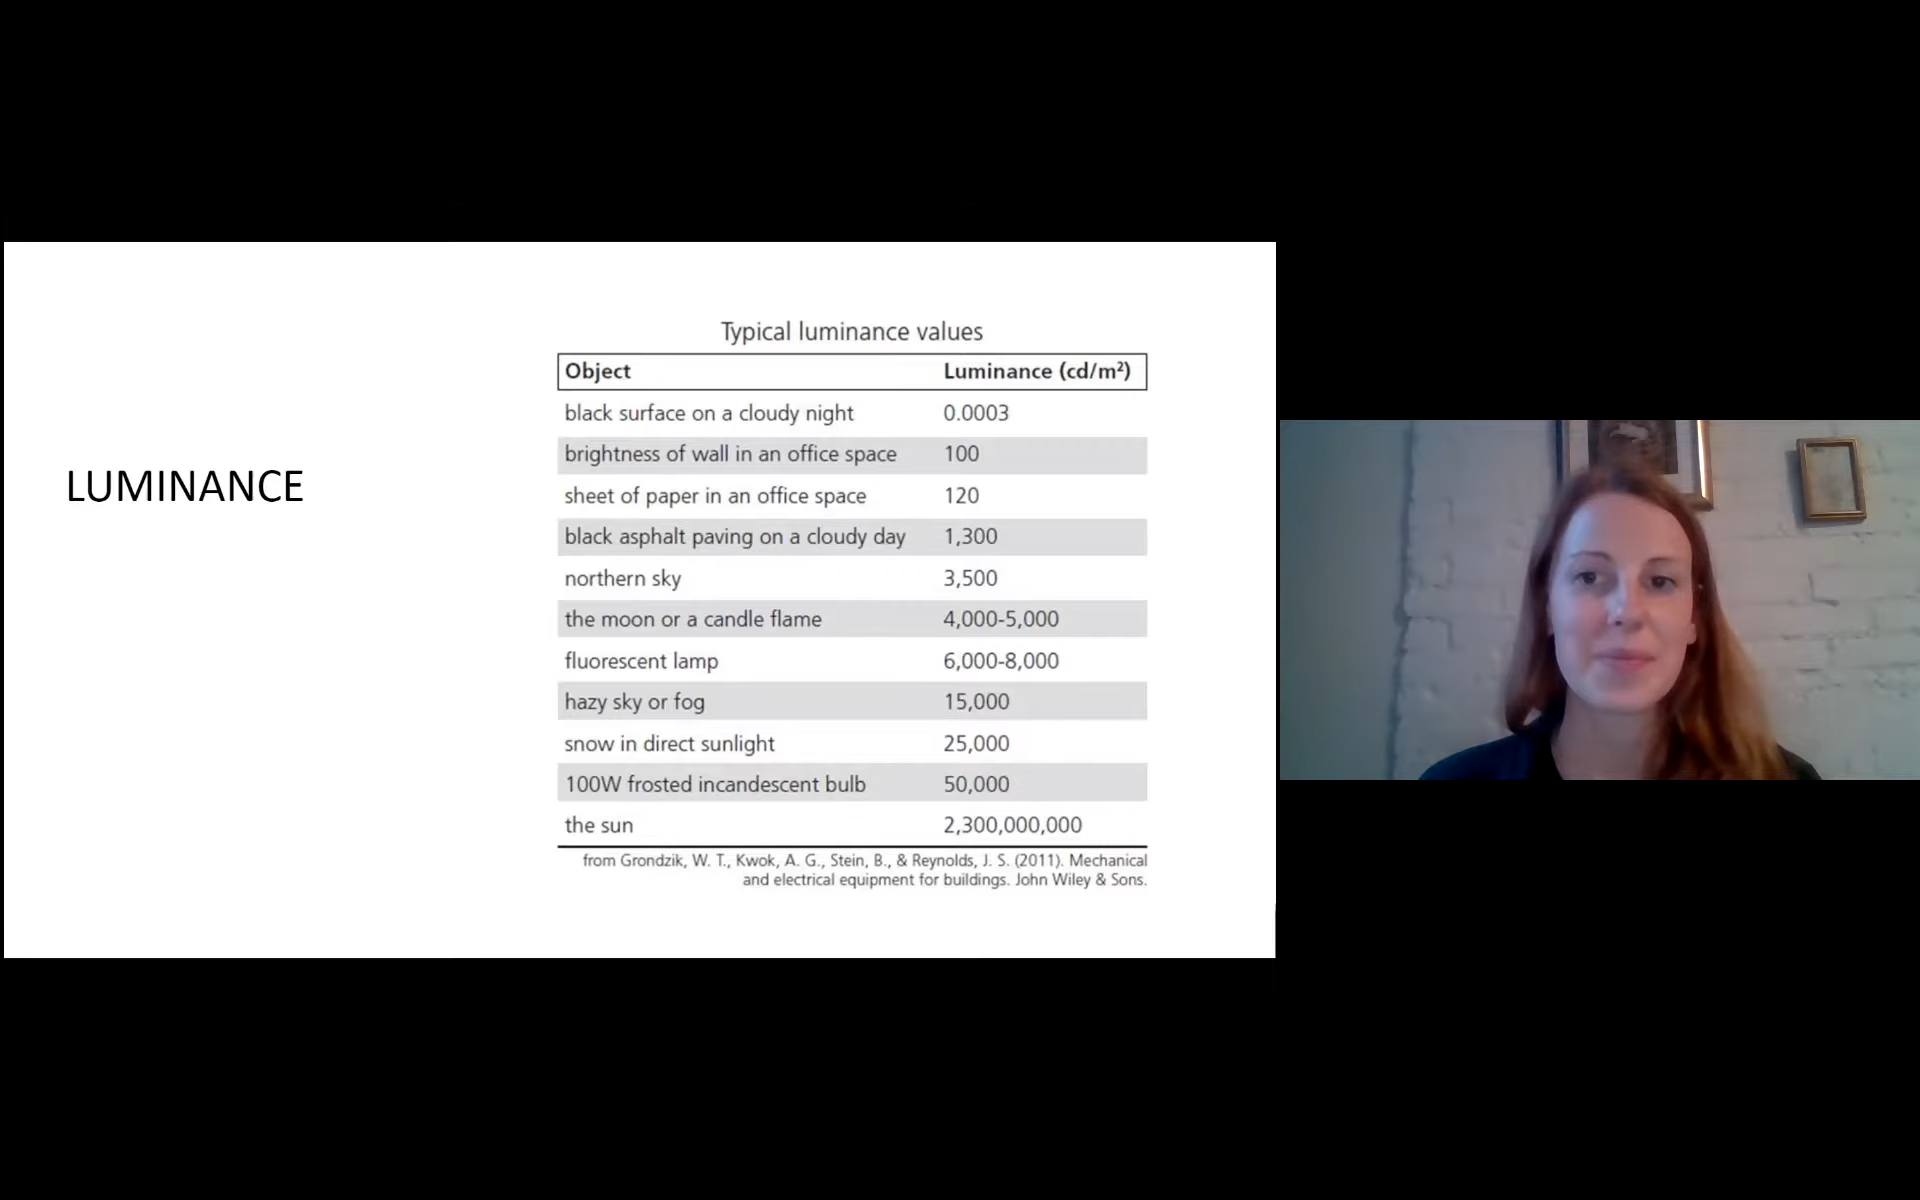 LUMINANCE
Typical luminance values
Object Luminance (cd/m²)
black surface on a cloudy night 0.0003
brightness of wall in an office space 100
sheet of paper in an office space 120
black asphalt paving on a cloudy day 1,300
northern sky 3,500
the moon or a candle flame 4,000-5,000
fluorescent lamp 6,000-8,000
hazy sky or fog 15,000
snow in direct sunlight 25,000
100W frosted incandescent bulb 50,000
the sun 2,300,000,000
from Grondzik, W. T., Kwok, A. G., Stein, B., & Reynolds, J. S. (2011). Mechanical
and electrical equipment for buildings. John Wiley & Sons.